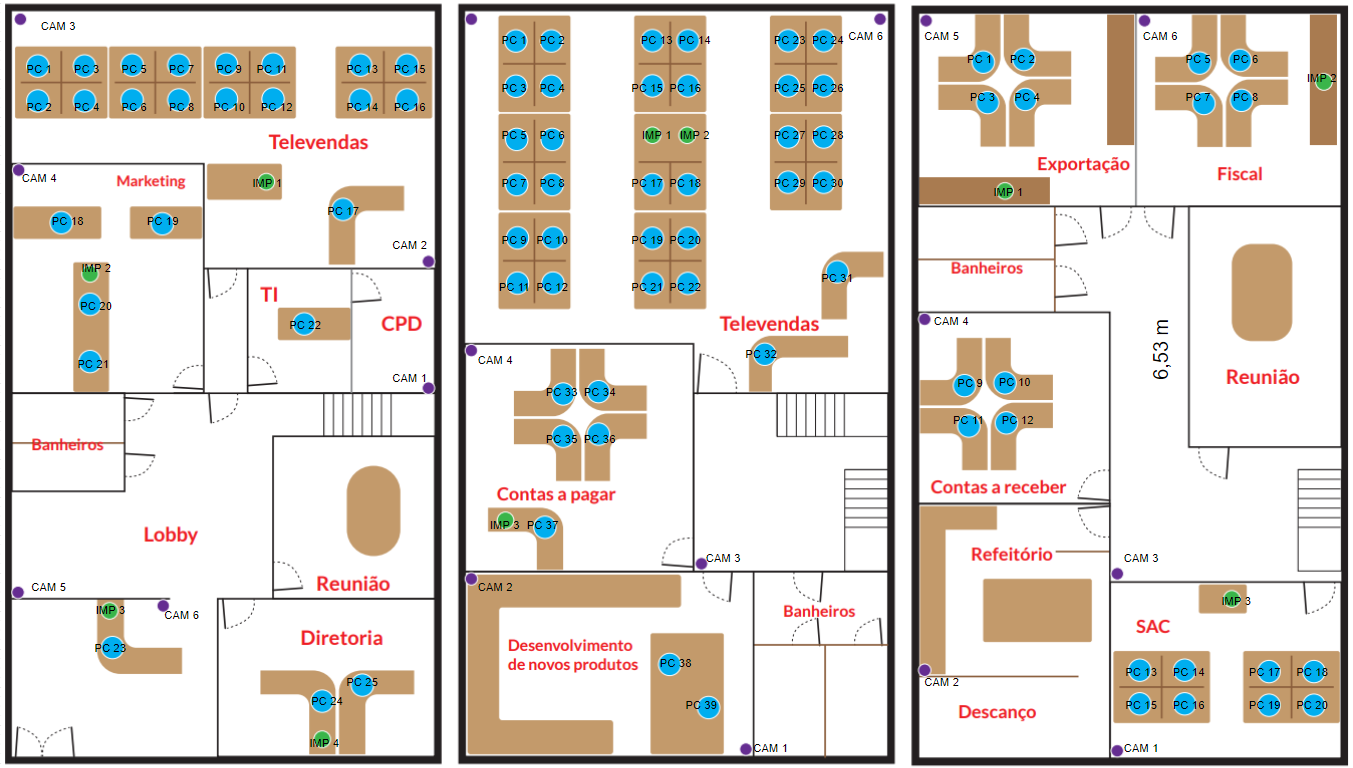 CAM 3
PC 1
PC 3
PC 5
PC 7
PC 9
PC 11
PC 13
PC 15
PC 2
PC 4
PC 6
PC 8
PC 10
PC 12
PC 14
PC 16
Televendas
CAM 4
Marketing
IMP 1
PC 17
PC 18
PC 19
CAM 2
IMP 2
PC 20
PC 21
TI
PC 22
CPD
CAM 1
Banheiros
Lobby
Reunião
CAM 5
IMP 3
CAM 6
PC 23
Diretoria
PC 24
PC 25
IMP 4
CAM 6
PC 1
PC 2
PC 13
PC 14
PC 23
PC 24
PC 3
PC 4
PC 15
PC 16
PC 25
PC 26
PC 5
PC 6
IMP 1
IMP 2
PC 27
PC 28
PC 7
PC 8
PC 17
PC 18
PC 29
PC 30
PC 9
PC 10
PC 19
PC 20
PC 11
PC 12
PC 21
PC 22
PC 31
Televendas
CAM 4
PC 32
PC 33
PC 34
PC 35
PC 36
Contas a pagar
IMP 3
PC 37
CAM 3
CAM 2
Banheiros
Desenvolvimento
de novos produtos
PC 38
PC 39
CAM 1
CAM 5
CAM 6
PC 1
PC 2
PC 5
PC 6
IMP 2
PC 3
PC 4
PC 7
PC 8
Exportação
Fiscal
IMP 1
Banheiros
CAM 4
6,53 m
Reunião
PC 9
PC 10
PC 11
PC 12
Contas a receber
Refeitório
CAM 3
IMP 3
SAC
CAM 2
PC 13
PC 14
PC 17
PC 18
PC 15
PC 16
PC 19
PC 20
Descanço
CAM 1